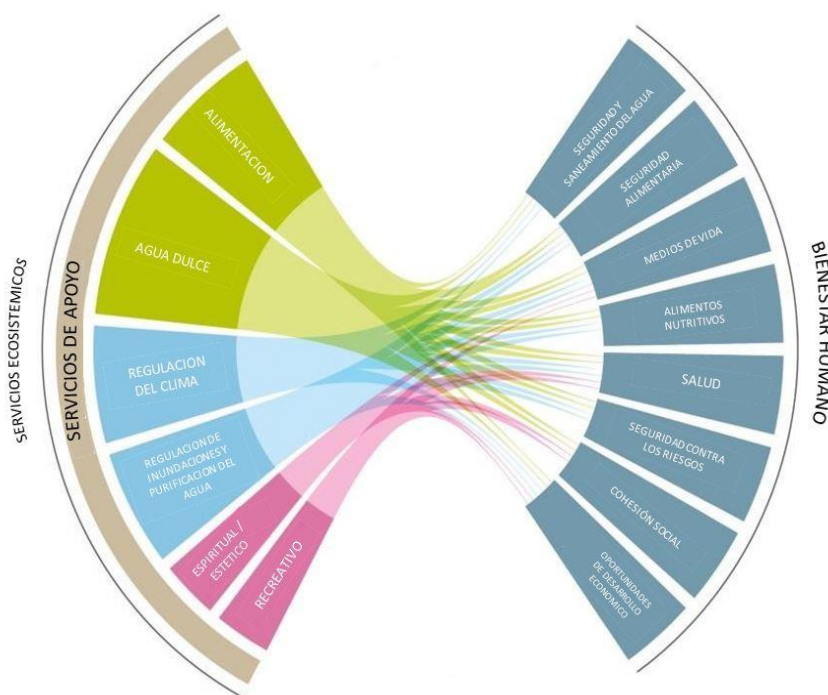 SERVICIOS ECOSISTEMICOS
SERVICIOS DE APOYO
ALIMENTACION
AGUA DULCE
REGULACION
DEL CLIMA
REGULACION DE
INUNDACIONES Y
PURIFICACION DEL
AGUA
ESPIRITUAL /
ESTETICO
RECREATIVO
SEGURIDAD Y
SANEAMIENTO DEL AGUA
SEGURIDAD
ALIMENTARIA
MEDIOS DE VIDA
ALIMENTOS
NUTRITIVOS
SALUD
SEGURIDAD CONTRA
LOS RIESGOS
COHESIÓN SOCIAL
OPORTUNIDADES
DE DESARROLLO
ECONOMICO
BIENESTAR HUMANO